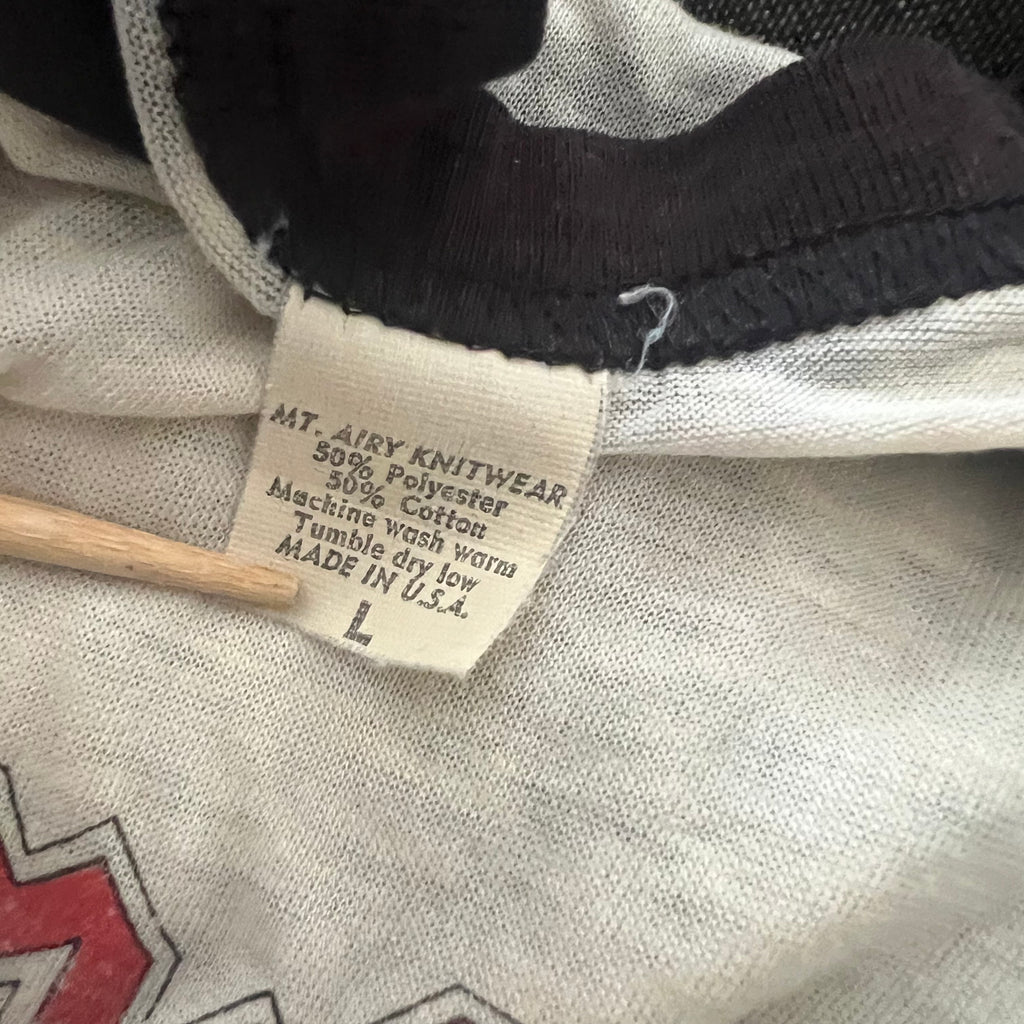 MT. AIRY KNITWEAR
50% Polyester
50% Cotton
Machine wash warm
Tumble dry low
MADE IN U.S.A.
L